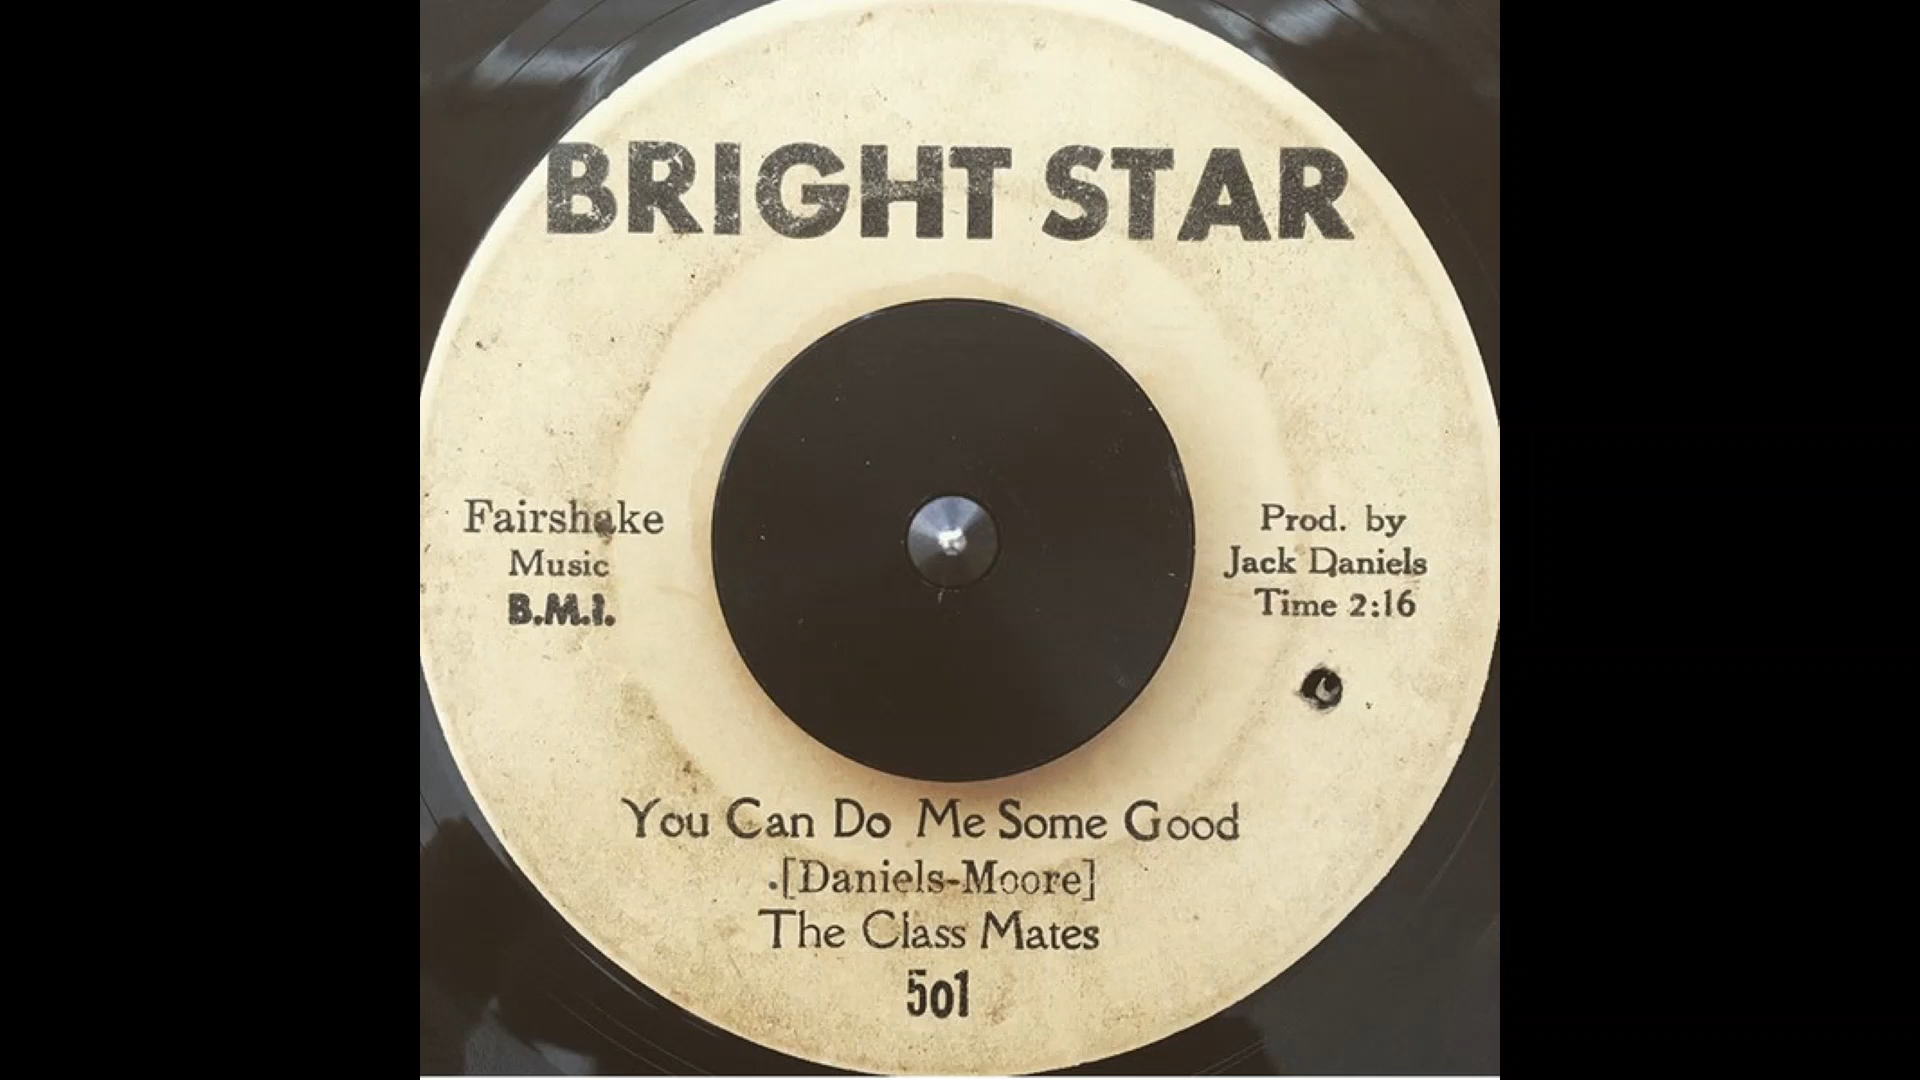 BRIGHT STAR
Fairshake
Music
B.M.I.
Prod. by
Jack Daniels
Time 2:16
You Can Do Me Some Good
.[Daniels-Moore]
The Class Mates
501